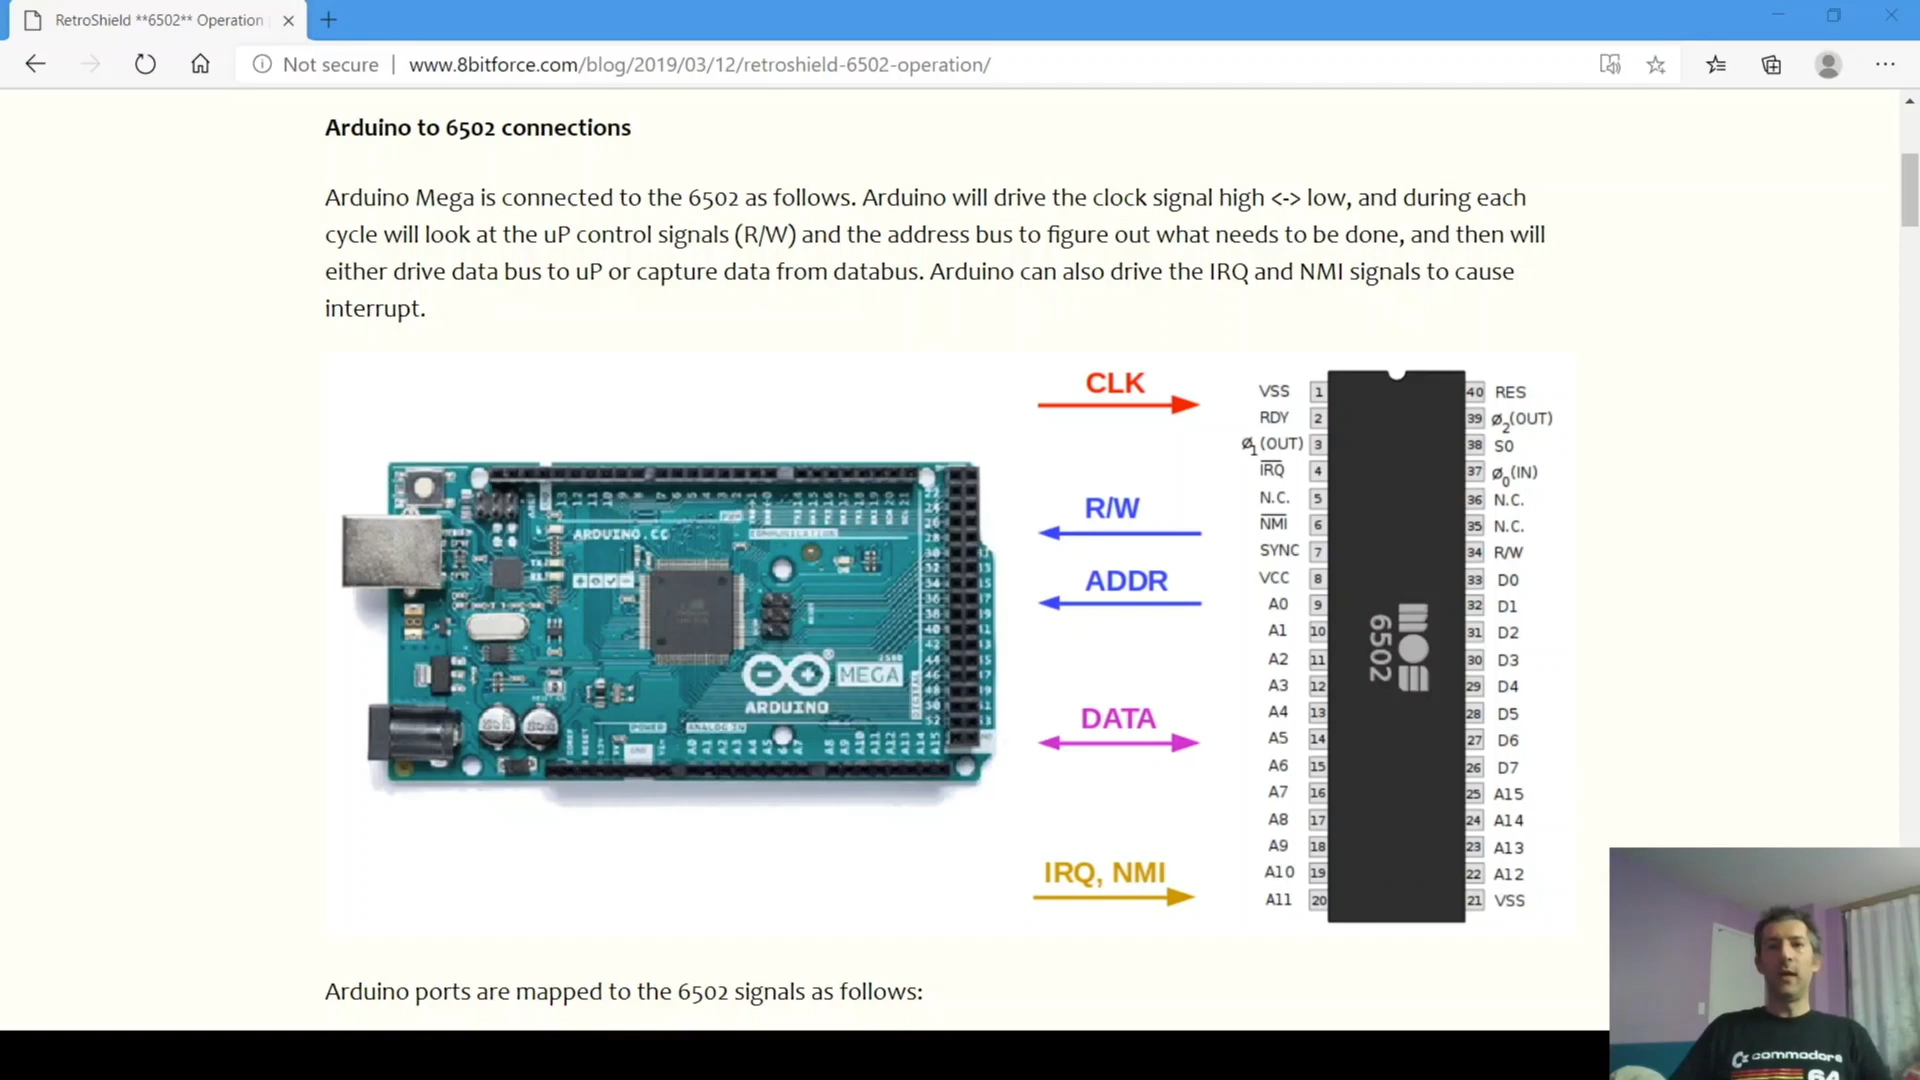 RetroShield **6502** Operation
Not secure | www.8bitforce.com/blog/2019/03/12/retroshield-6502-operation/
Arduino to 6502 connections
Arduino Mega is connected to the 6502 as follows. Arduino will drive the clock signal high <-> low, and during each
cycle will look at the uP control signals (R/W) and the address bus to figure out what needs to be done, and then will
either drive data bus to uP or capture data from databus. Arduino can also drive the IRQ and NMI signals to cause
interrupt.
CLK
R/W
ADDR
DATA
IRQ, NMI
ARDUINO.CC
COMMUNICATION
MEGA
ARDUINO
DIGITAL
POWER
ANALOG IN
VSS 1 40 RES
RDY 2 39 ø2(OUT)
ø1(OUT) 3 38 S0
IRQ 4 37 ø0(IN)
N.C. 5 36 N.C.
NMI 6 35 N.C.
SYNC 7 34 R/W
VCC 8 33 D0
A0 9 32 D1
A1 10 31 D2
A2 11 30 D3
A3 12 29 D4
A4 13 28 D5
A5 14 27 D6
A6 15 26 D7
A7 16 25 A15
A8 17 24 A14
A9 18 23 A13
A10 19 22 A12
A11 20 21 VSS
6502
Arduino ports are mapped to the 6502 signals as follows:
commodore
64